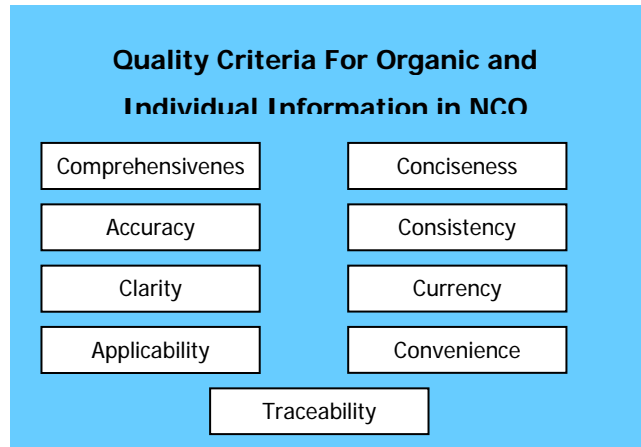 Quality Criteria For Organic and
Individual Information in NCO
Comprehensivenes
Conciseness
Accuracy
Consistency
Clarity
Currency
Applicability
Convenience
Traceability